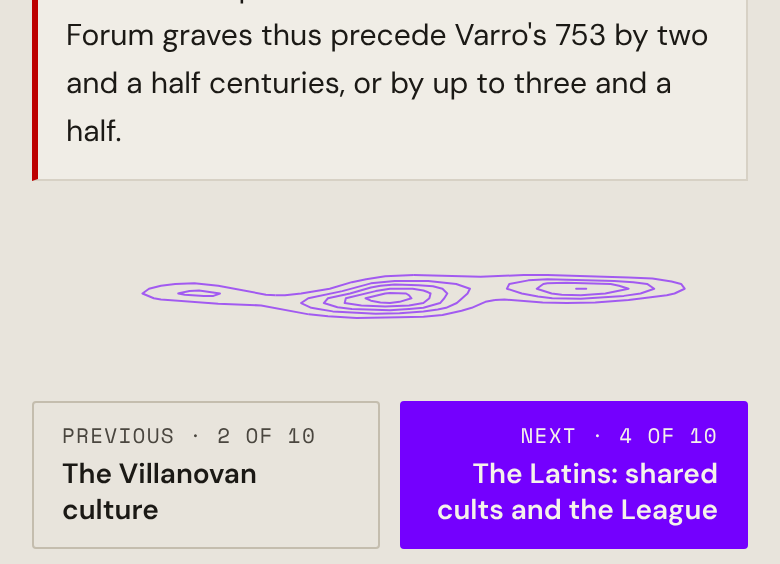 Forum graves thus precede Varro's 753 by two
and a half centuries, or by up to three and a
half.
PREVIOUS · 2 OF 10
The Villanovan
culture
NEXT · 4 OF 10
The Latins: shared
cults and the League